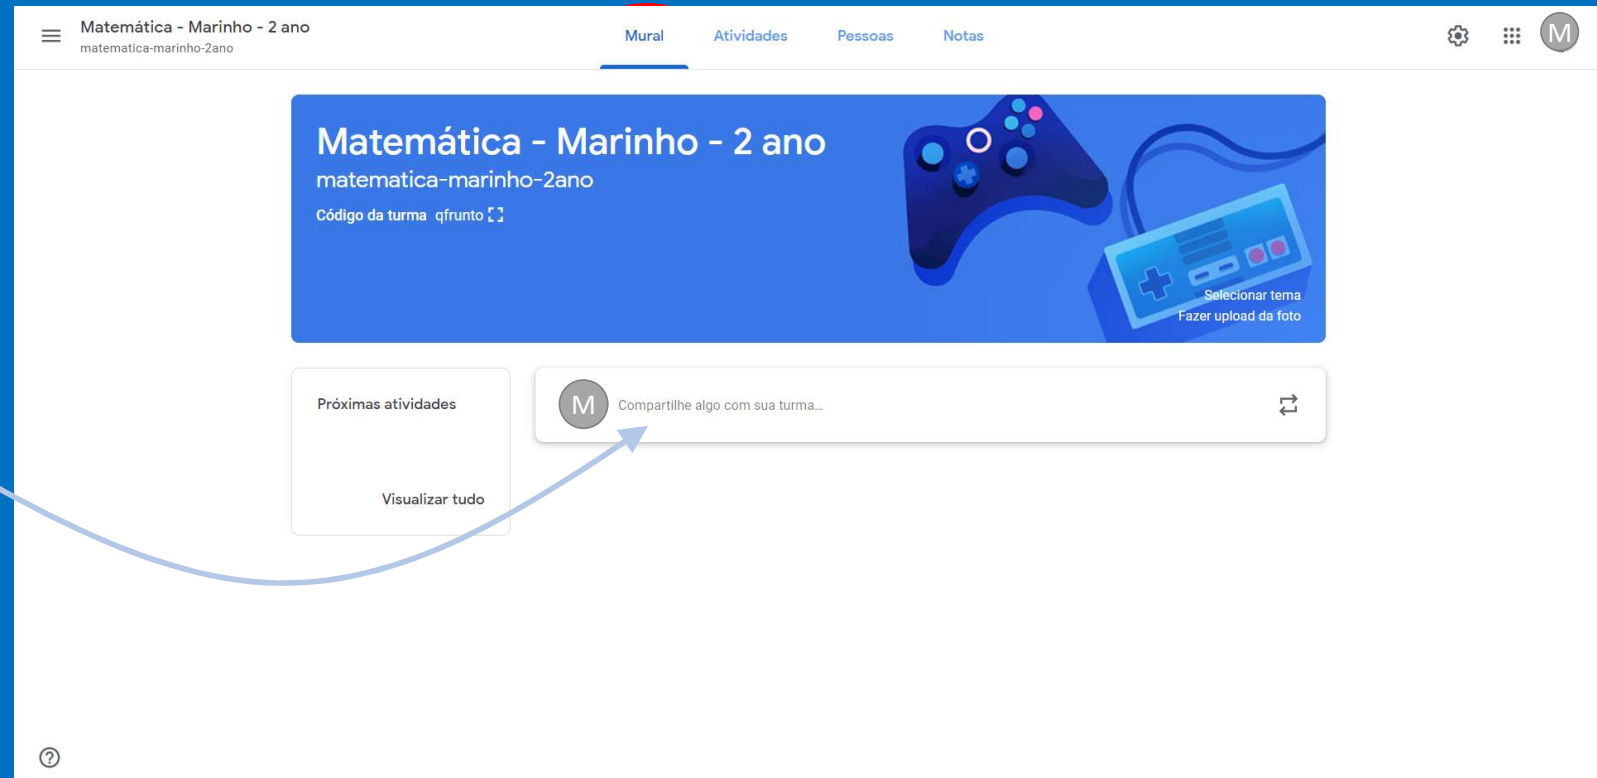 Matemática - Marinho - 2 ano
matematica-marinho-2ano
Mural
Atividades
Pessoas
Notas
M
Matemática - Marinho - 2 ano
matematica-marinho-2ano
Código da turma qfrunto
Selecionar tema
Fazer upload da foto
Próximas atividades
Visualizar tudo
M
Compartilhe algo com sua turma...